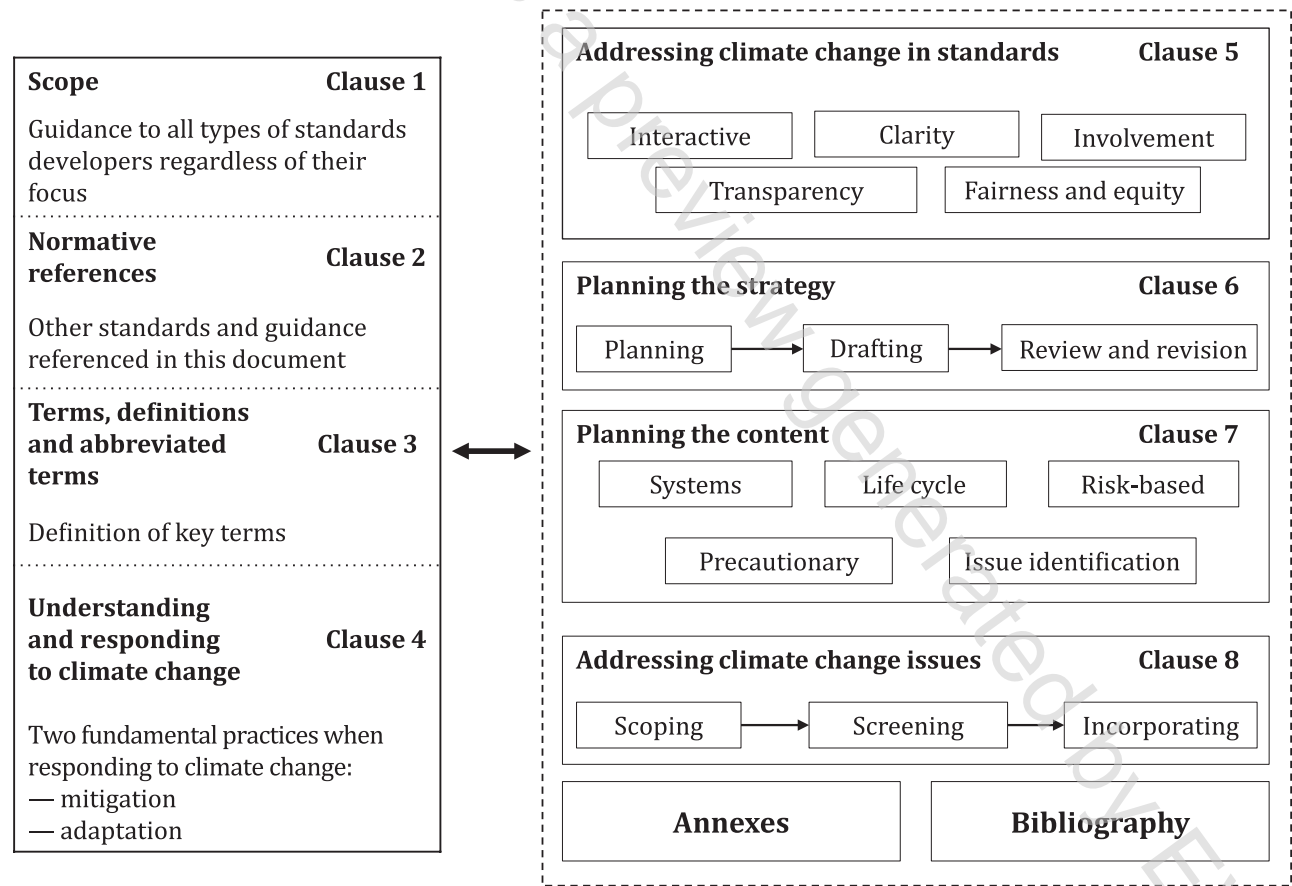 Scope Clause 1
Guidance to all types of standards
developers regardless of their
focus
Normative
references
Clause 2
Other standards and guidance
referenced in this document
Terms, definitions
and abbreviated
terms
Clause 3
Definition of key terms
Understanding
and responding
to climate change
Clause 4
Two fundamental practices when
responding to climate change:
— mitigation
— adaptation
Addressing climate change in standards Clause 5
Interactive Clarity Involvement
Transparency Fairness and equity
Planning the strategy Clause 6
Planning Drafting Review and revision
Planning the content Clause 7
Systems Life cycle Risk-based
Precautionary Issue identification
Addressing climate change issues Clause 8
Scoping Screening Incorporating
Annexes Bibliography
a preview generated by